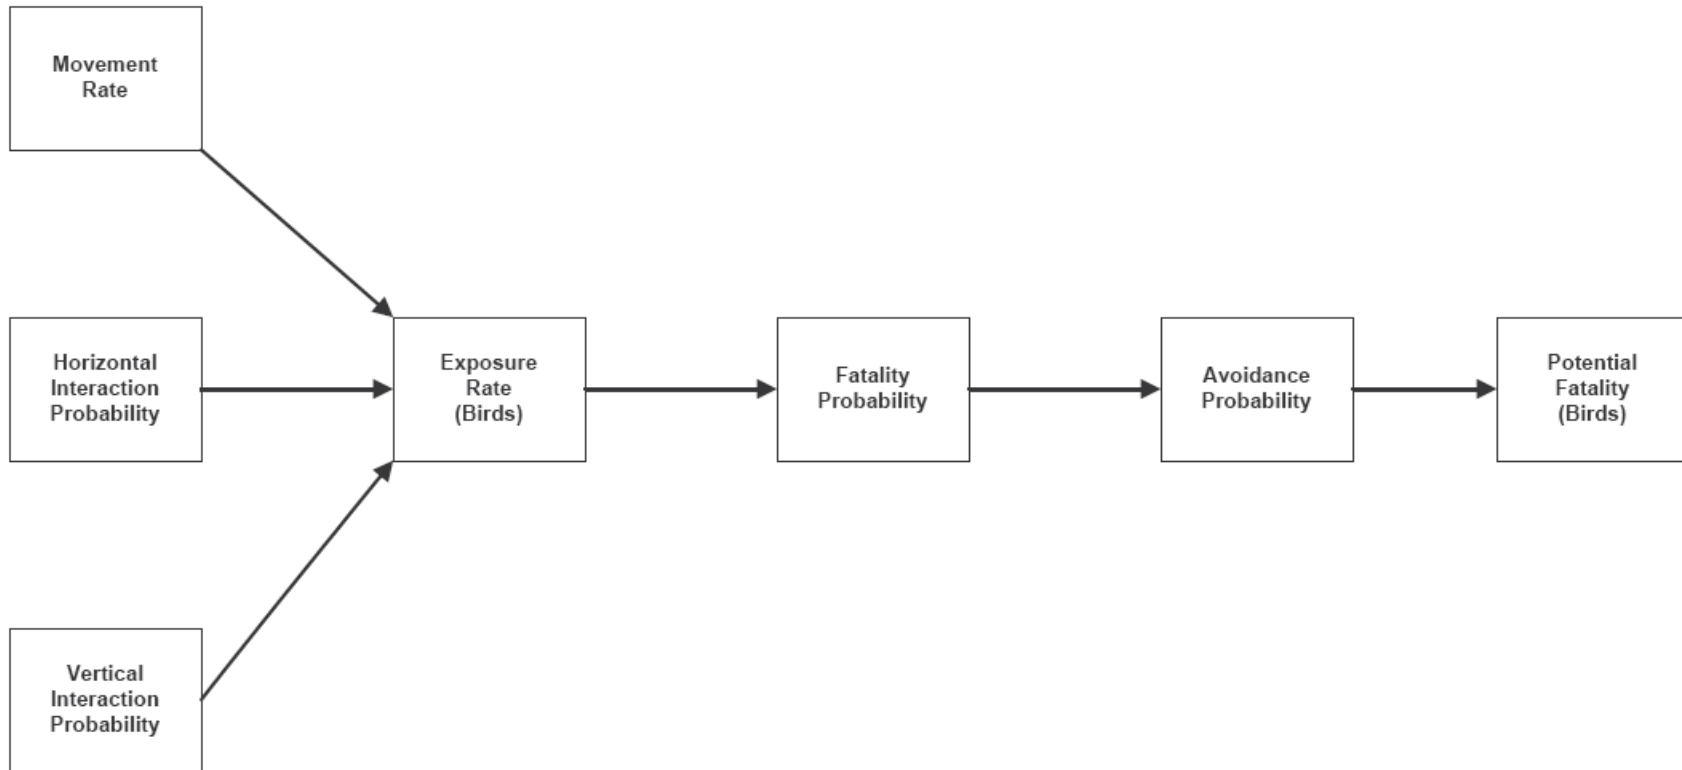 Movement
Rate
Horizontal
Interaction
Probability
Exposure
Rate
(Birds)
Fatality
Probability
Avoidance
Probability
Potential
Fatality
(Birds)
Vertical
Interaction
Probability